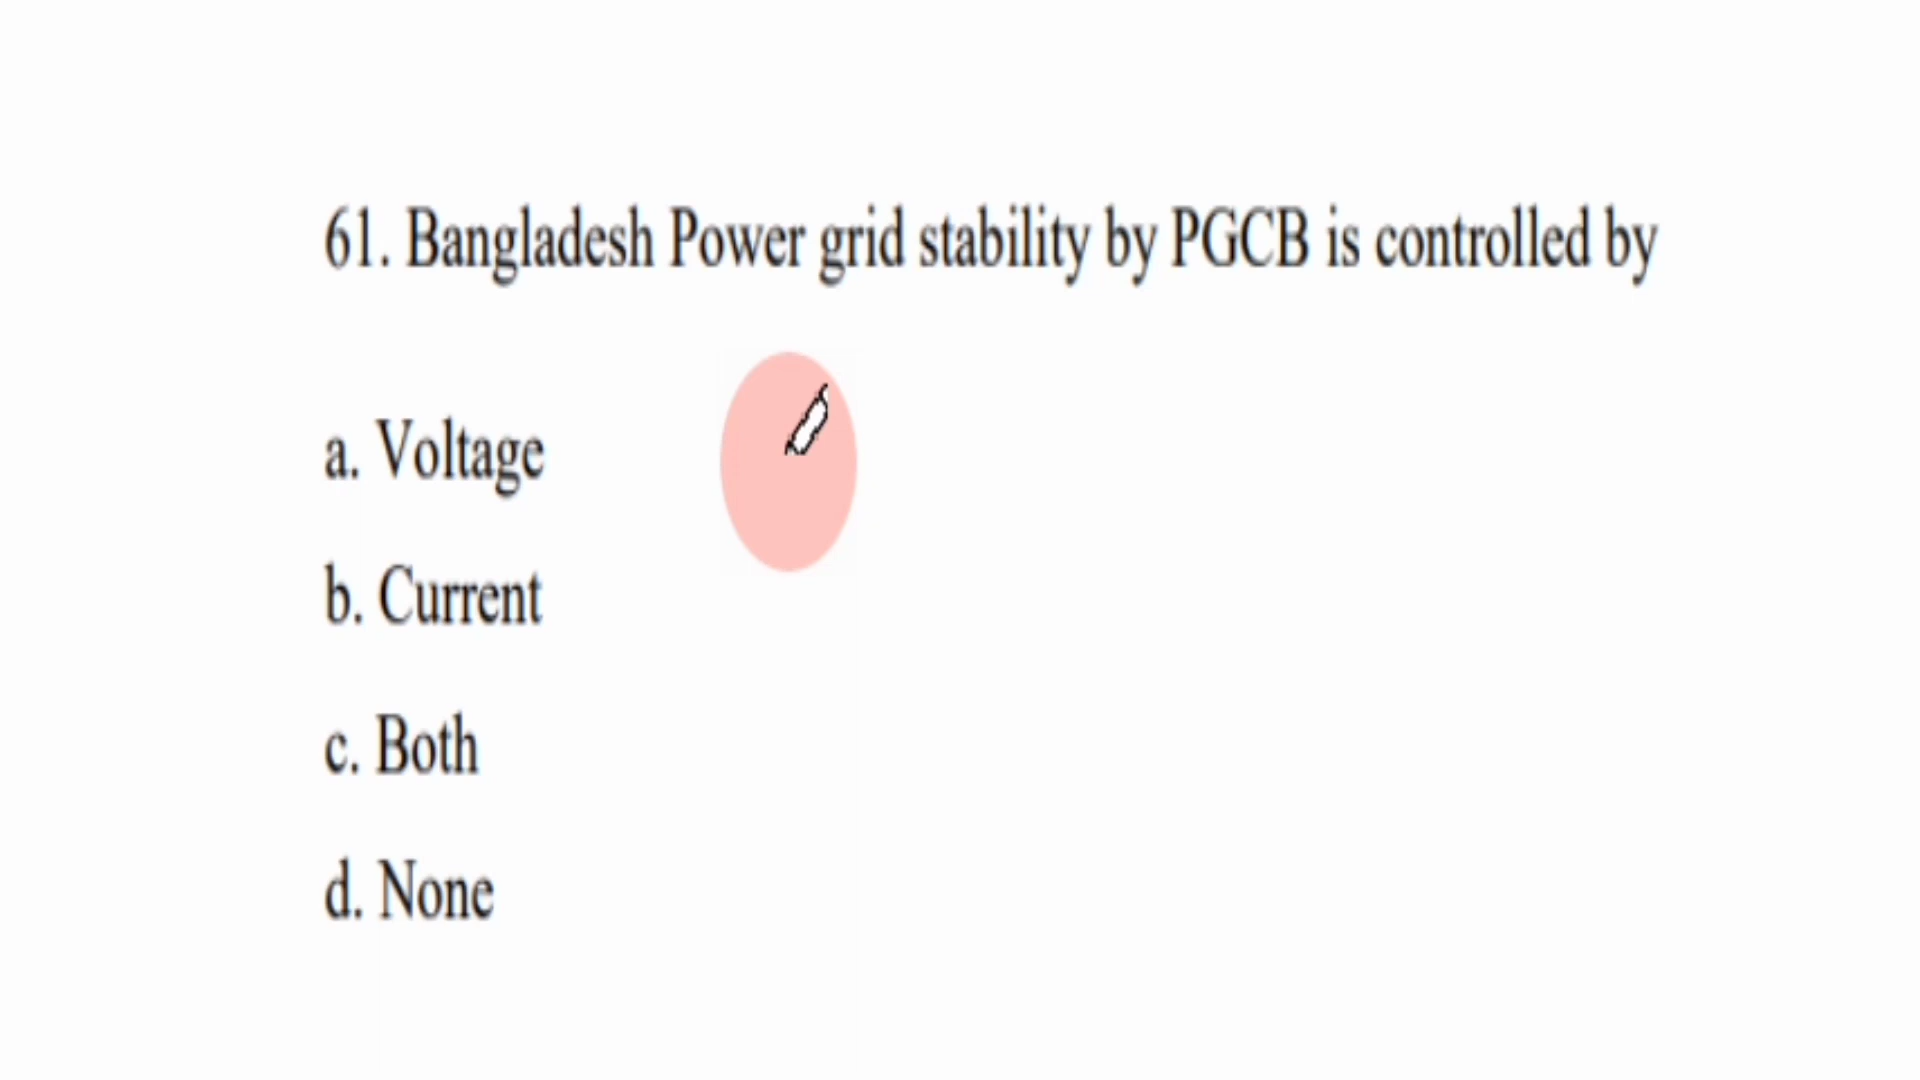 61. Bangladesh Power grid stability by PGCB is controlled by
a. Voltage
b. Current
c. Both
d. None